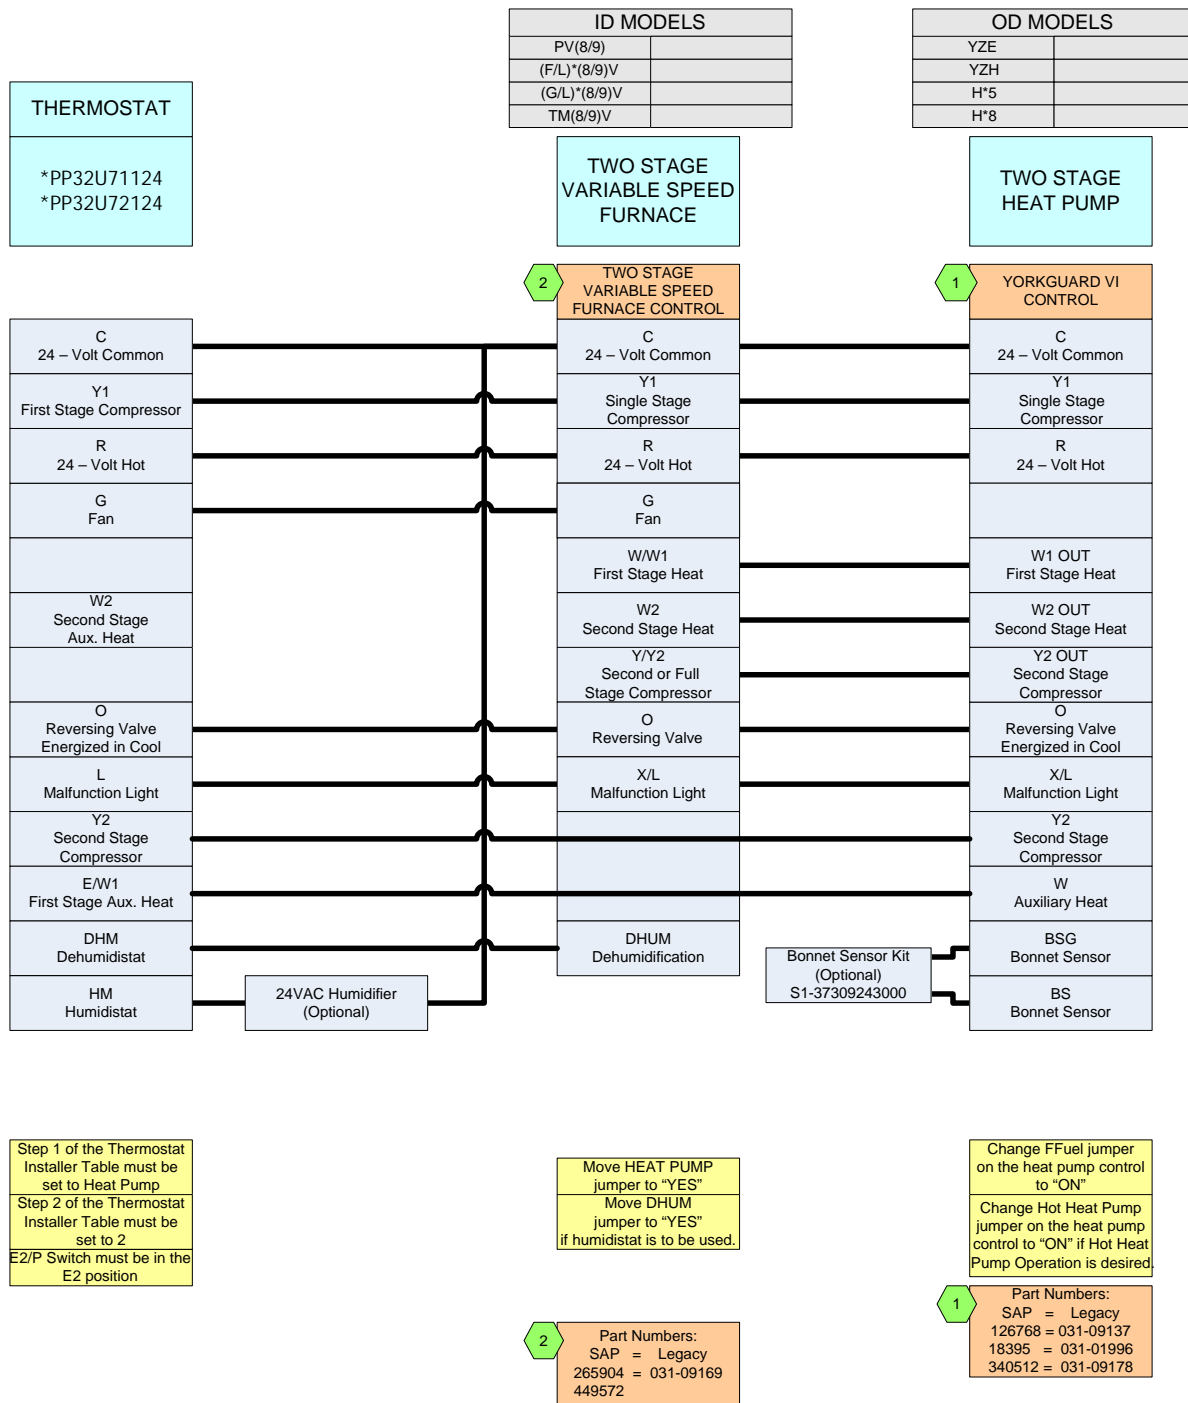 ID MODELS
PV(8/9)
(F/L)*(8/9)V
(G/L)*(8/9)V
TM(8/9)V
OD MODELS
YZE
YZH
H*5
H*8
THERMOSTAT
*PP32U71124
*PP32U72124
TWO STAGE
VARIABLE SPEED
FURNACE
TWO STAGE
HEAT PUMP
2
TWO STAGE
VARIABLE SPEED
FURNACE CONTROL
1
YORKGUARD VI
CONTROL
C
24 – Volt Common
C
24 – Volt Common
C
24 – Volt Common
Y1
First Stage Compressor
Y1
Single Stage
Compressor
Y1
Single Stage
Compressor
R
24 – Volt Hot
R
24 – Volt Hot
R
24 – Volt Hot
G
Fan
G
Fan
W/W1
First Stage Heat
W1 OUT
First Stage Heat
W2
Second Stage
Aux. Heat
W2
Second Stage Heat
W2 OUT
Second Stage Heat
Y/Y2
Second or Full
Stage Compressor
Y2 OUT
Second Stage
Compressor
O
Reversing Valve
Energized in Cool
O
Reversing Valve
O
Reversing Valve
Energized in Cool
L
Malfunction Light
X/L
Malfunction Light
X/L
Malfunction Light
Y2
Second Stage
Compressor
Y2
Second Stage
Compressor
E/W1
First Stage Aux. Heat
W
Auxiliary Heat
DHM
Dehumidistat
DHUM
Dehumidification
Bonnet Sensor Kit
(Optional)
S1-37309243000
BSG
Bonnet Sensor
HM
Humidistat
24VAC Humidifier
(Optional)
BS
Bonnet Sensor
Step 1 of the Thermostat
Installer Table must be
set to Heat Pump
Step 2 of the Thermostat
Installer Table must be
set to 2
E2/P Switch must be in the
E2 position
Move HEAT PUMP
jumper to “YES”
Move DHUM
jumper to “YES”
if humidistat is to be used.
Change FFuel jumper
on the heat pump control
to “ON”
Change Hot Heat Pump
jumper on the heat pump
control to “ON” if Hot Heat
Pump Operation is desired.
2
Part Numbers:
SAP = Legacy
265904 = 031-09169
449572
1
Part Numbers:
SAP = Legacy
126768 = 031-09137
18395 = 031-01996
340512 = 031-09178